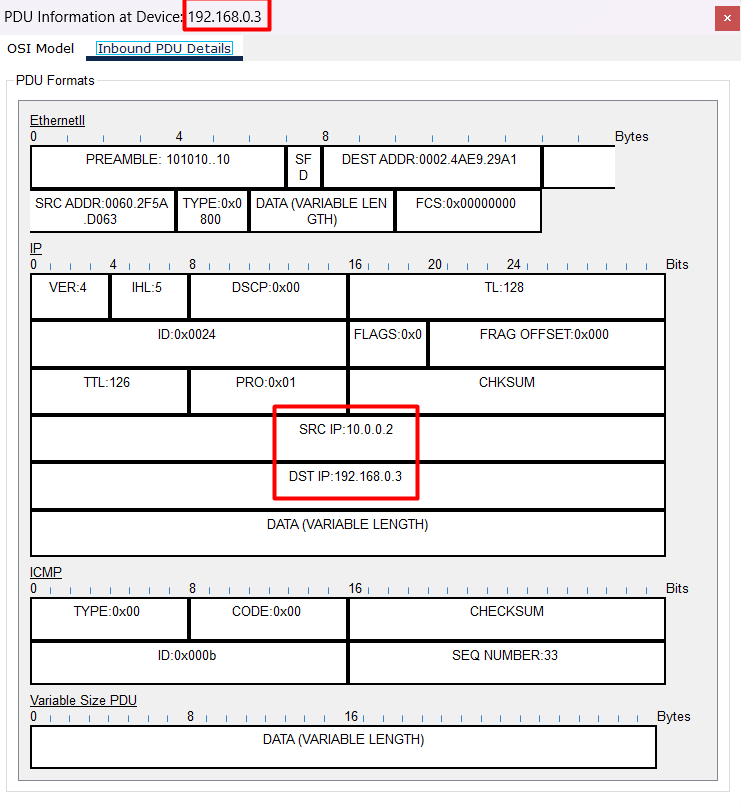 PDU Information at Device: 192.168.0.3
×
OSI Model Inbound PDU Details
PDU Formats
EthernetII
0 4 8 Bytes
PREAMBLE: 101010..10
SF
D
DEST ADDR:0002.4AE9.29A1
SRC ADDR:0060.2F5A
.D063
TYPE:0x0
800
DATA (VARIABLE LEN
GTH)
FCS:0x00000000
IP
0 4 8 16 20 24 Bits
VER:4 IHL:5 DSCP:0x00 TL:128
ID:0x0024 FLAGS:0x0 FRAG OFFSET:0x000
TTL:126 PRO:0x01 CHKSUM
SRC IP:10.0.0.2
DST IP:192.168.0.3
DATA (VARIABLE LENGTH)
ICMP
0 8 16 Bits
TYPE:0x00 CODE:0x00 CHECKSUM
ID:0x000b SEQ NUMBER:33
Variable Size PDU
0 8 16 Bytes
DATA (VARIABLE LENGTH)